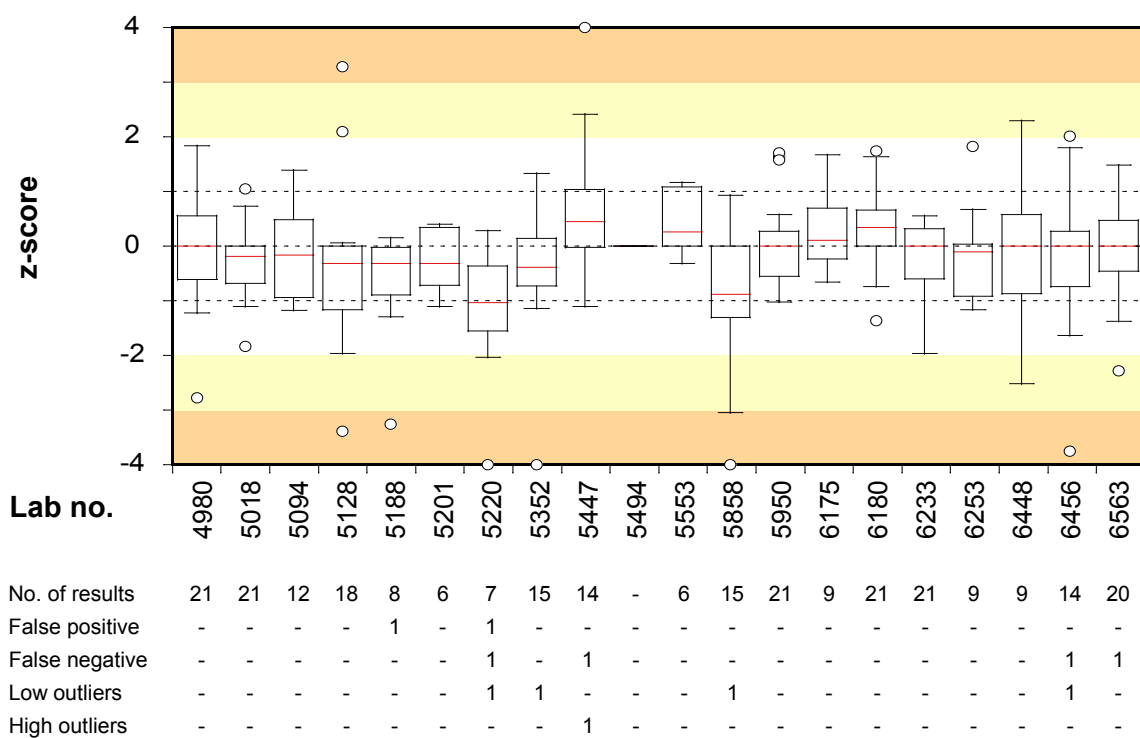 4
2
0
-2
-4
z-score
Lab no.
4980 5018 5094 5128 5188 5201 5220 5352 5447 5494 5553 5858 5950 6175 6180 6233 6253 6448 6456 6563
No. of results 21 21 12 18 8 6 7 15 14 - 6 15 21 9 21 21 9 9 14 20
False positive - - - - 1 - 1 - - - - - - - - - - - - -
False negative - - - - - - 1 - 1 - - - - - - - - - 1 1
Low outliers - - - - - - 1 1 - - - 1 - - - - - - 1 -
High outliers - - - - - - - - 1 - - - - - - - - - - -